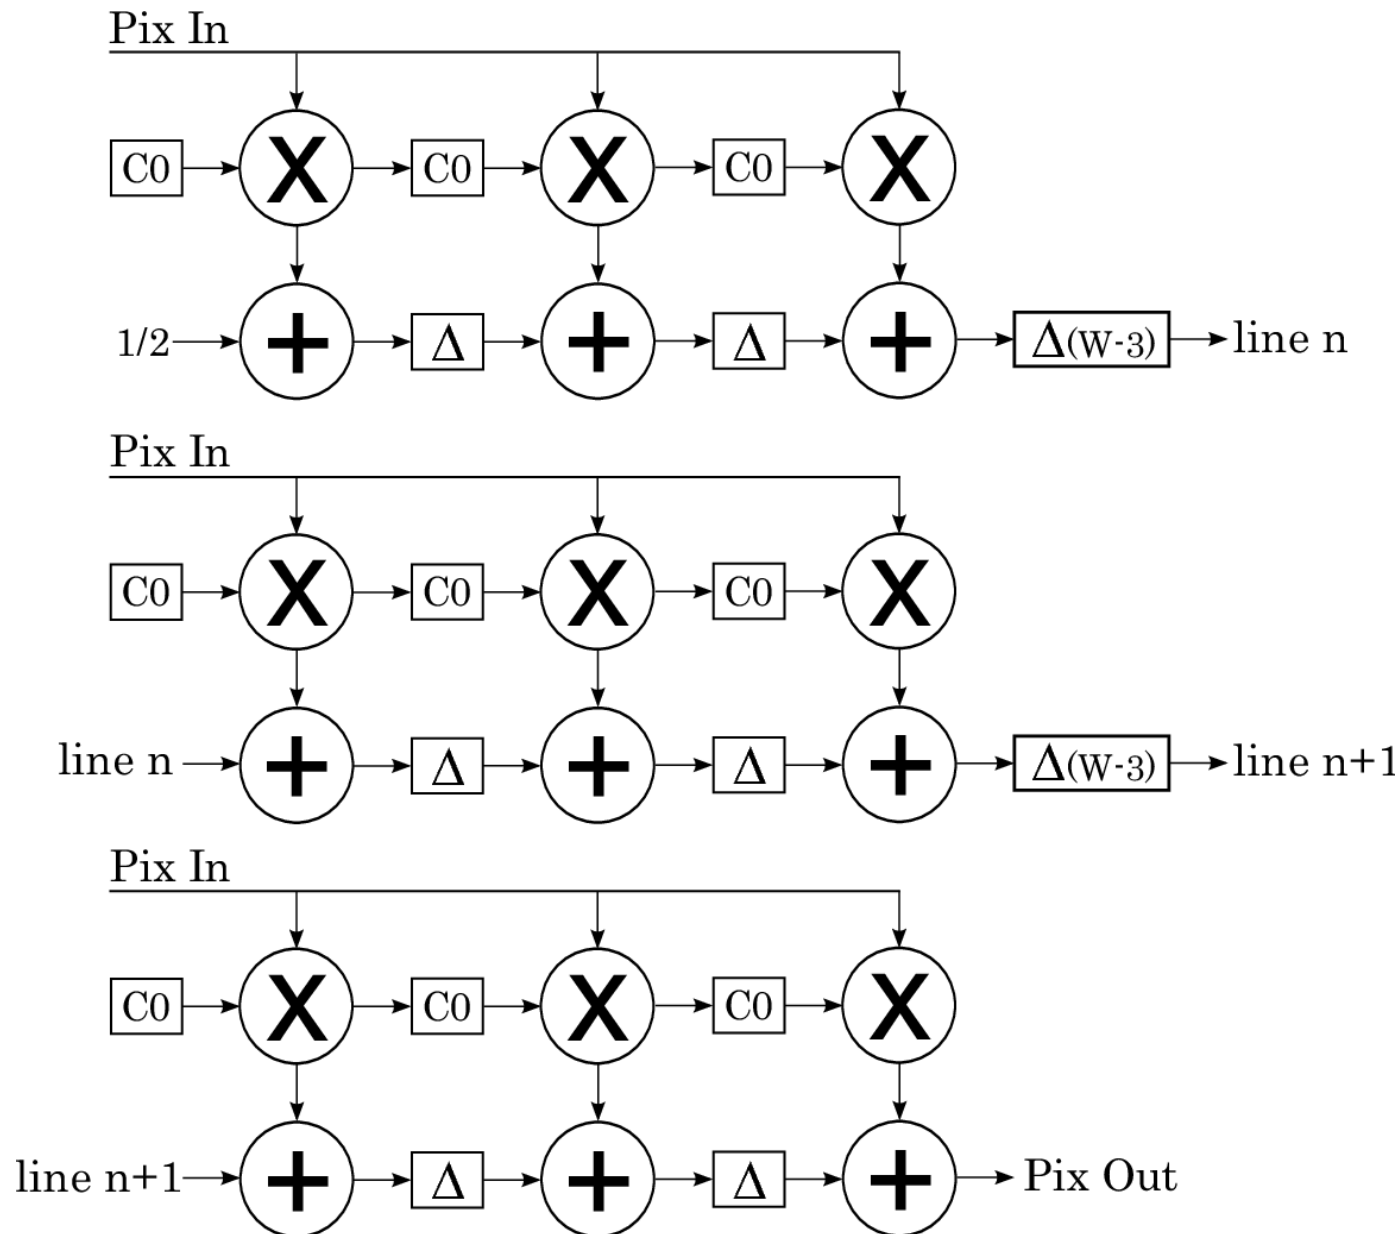 Pix In
C0 X C0 X C0 X
1/2 + Δ + Δ + Δ(W-3) line n
Pix In
C0 X C0 X C0 X
line n + Δ + Δ + Δ(W-3) line n+1
Pix In
C0 X C0 X C0 X
line n+1 + Δ + Δ + Pix Out